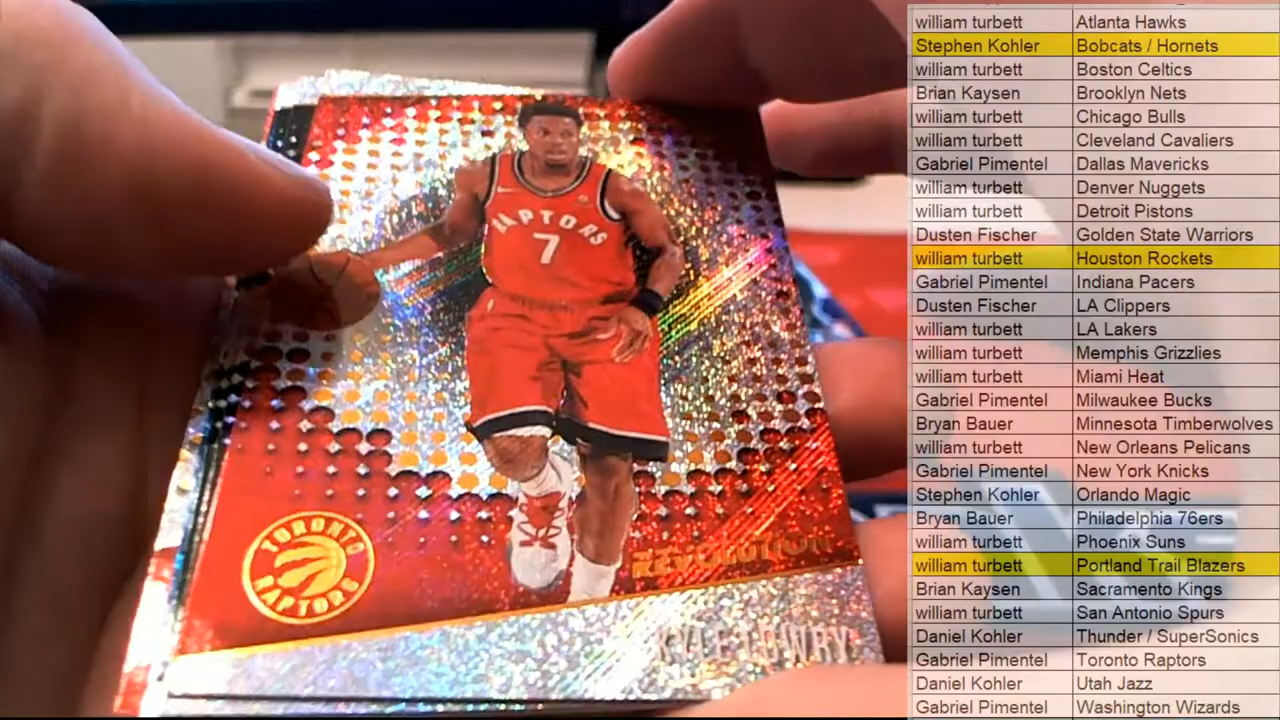 RAPTORS
7
TORONTO
RAPTORS
REVOLUTION
KYLE LOWRY
william turbett Atlanta Hawks
Stephen Kohler Bobcats / Hornets
william turbett Boston Celtics
Brian Kaysen Brooklyn Nets
william turbett Chicago Bulls
william turbett Cleveland Cavaliers
Gabriel Pimentel Dallas Mavericks
william turbett Denver Nuggets
william turbett Detroit Pistons
Dusten Fischer Golden State Warriors
william turbett Houston Rockets
Gabriel Pimentel Indiana Pacers
Dusten Fischer LA Clippers
william turbett LA Lakers
william turbett Memphis Grizzlies
william turbett Miami Heat
Gabriel Pimentel Milwaukee Bucks
Bryan Bauer Minnesota Timberwolves
william turbett New Orleans Pelicans
Gabriel Pimentel New York Knicks
Stephen Kohler Orlando Magic
Bryan Bauer Philadelphia 76ers
william turbett Phoenix Suns
william turbett Portland Trail Blazers
Brian Kaysen Sacramento Kings
william turbett San Antonio Spurs
Daniel Kohler Thunder / SuperSonics
Gabriel Pimentel Toronto Raptors
Daniel Kohler Utah Jazz
Gabriel Pimentel Washington Wizards